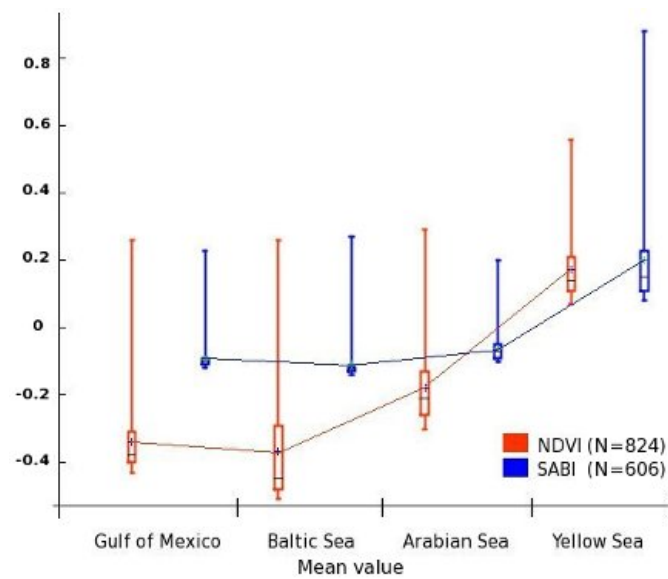 0.8
0.6
0.4
0.2
0
-0.2
-0.4
NDVI (N=824)
SABI (N=606)
Gulf of Mexico Baltic Sea Arabian Sea Yellow Sea
Mean value